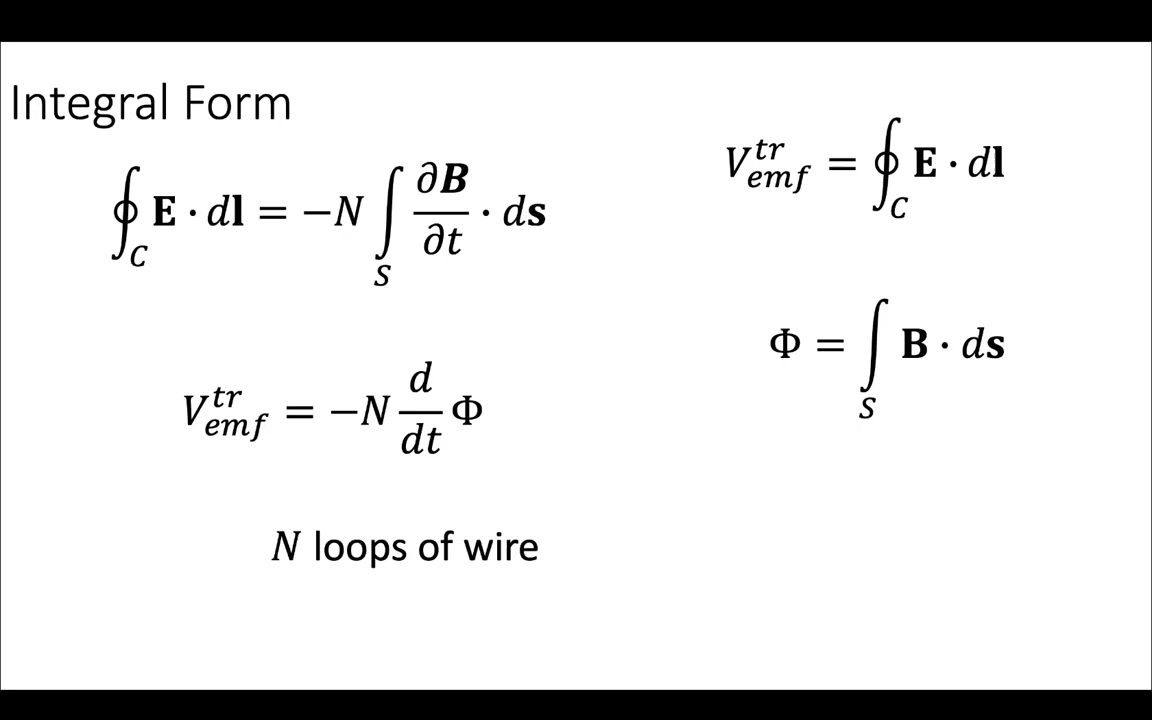 Integral Form
∮_C 𝐄 · d𝐥 = −N ∫_S ∂𝑩/∂t · d𝐬
V_emf^tr = −N d/dt Φ
N loops of wire
V_emf^tr = ∮_C 𝐄 · d𝐥
Φ = ∫_S 𝐁 · d𝐬